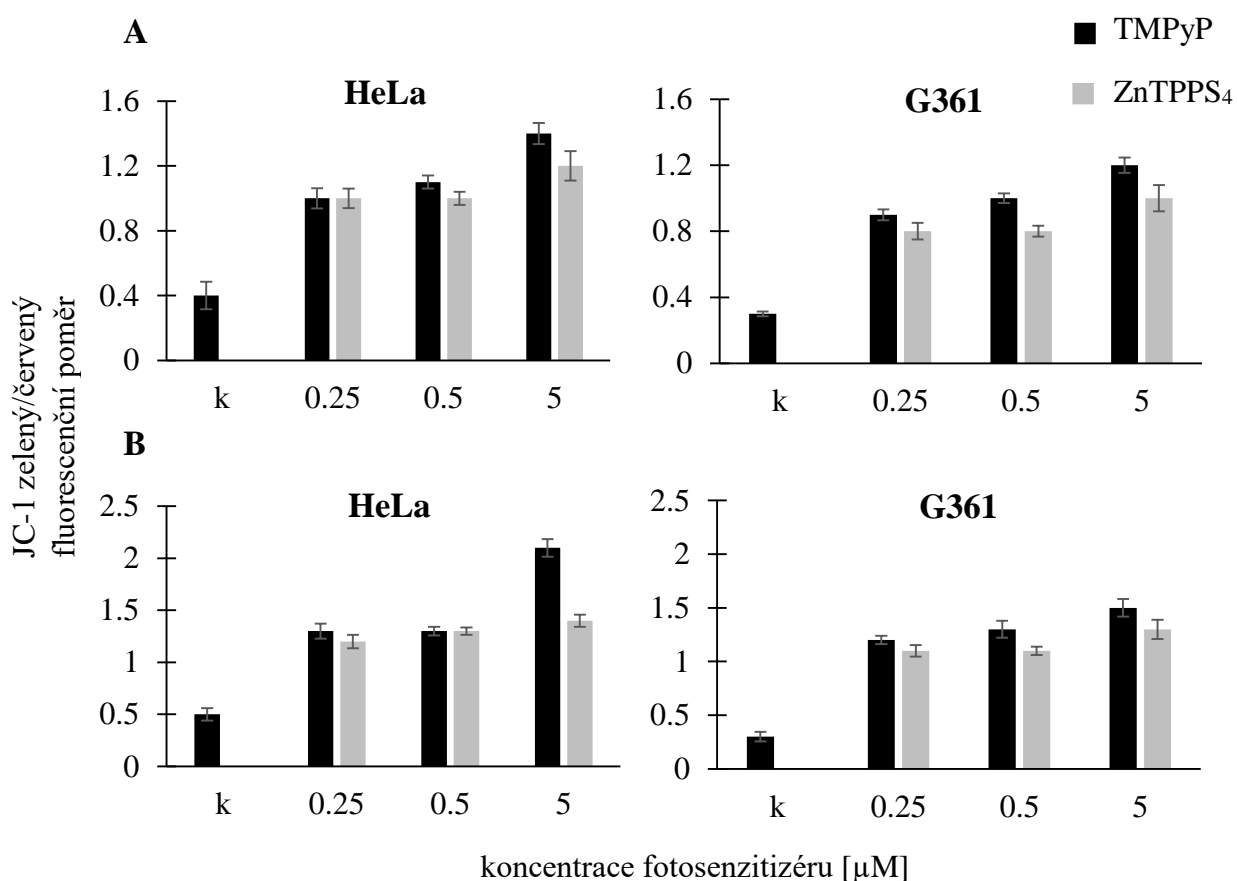 A
TMPyP
ZnTPPS4
HeLa
G361
1.6
1.2
0.8
0.4
0
k
0.25
0.5
5
1.6
1.2
0.8
0.4
0
k
0.25
0.5
5
JC-1 zelený/červený
fluorescenční poměr
B
HeLa
G361
2.5
2
1.5
1
0.5
0
k
0.25
0.5
5
2.5
2
1.5
1
0.5
0
k
0.25
0.5
5
koncentrace fotosenzitizéru [µM]